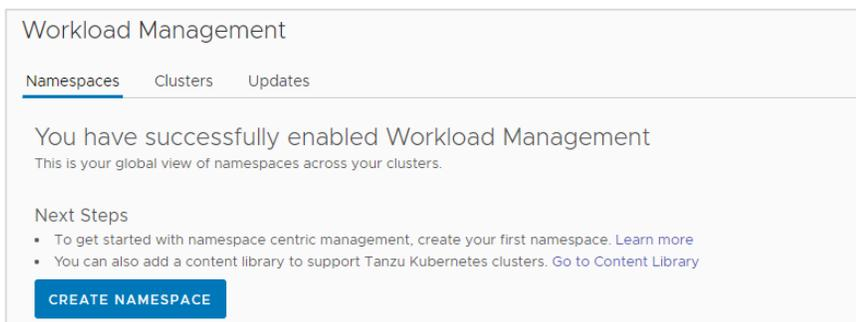 Workload Management
Namespaces Clusters Updates
You have successfully enabled Workload Management
This is your global view of namespaces across your clusters.
Next Steps
• To get started with namespace centric management, create your first namespace. Learn more
• You can also add a content library to support Tanzu Kubernetes clusters. Go to Content Library
CREATE NAMESPACE